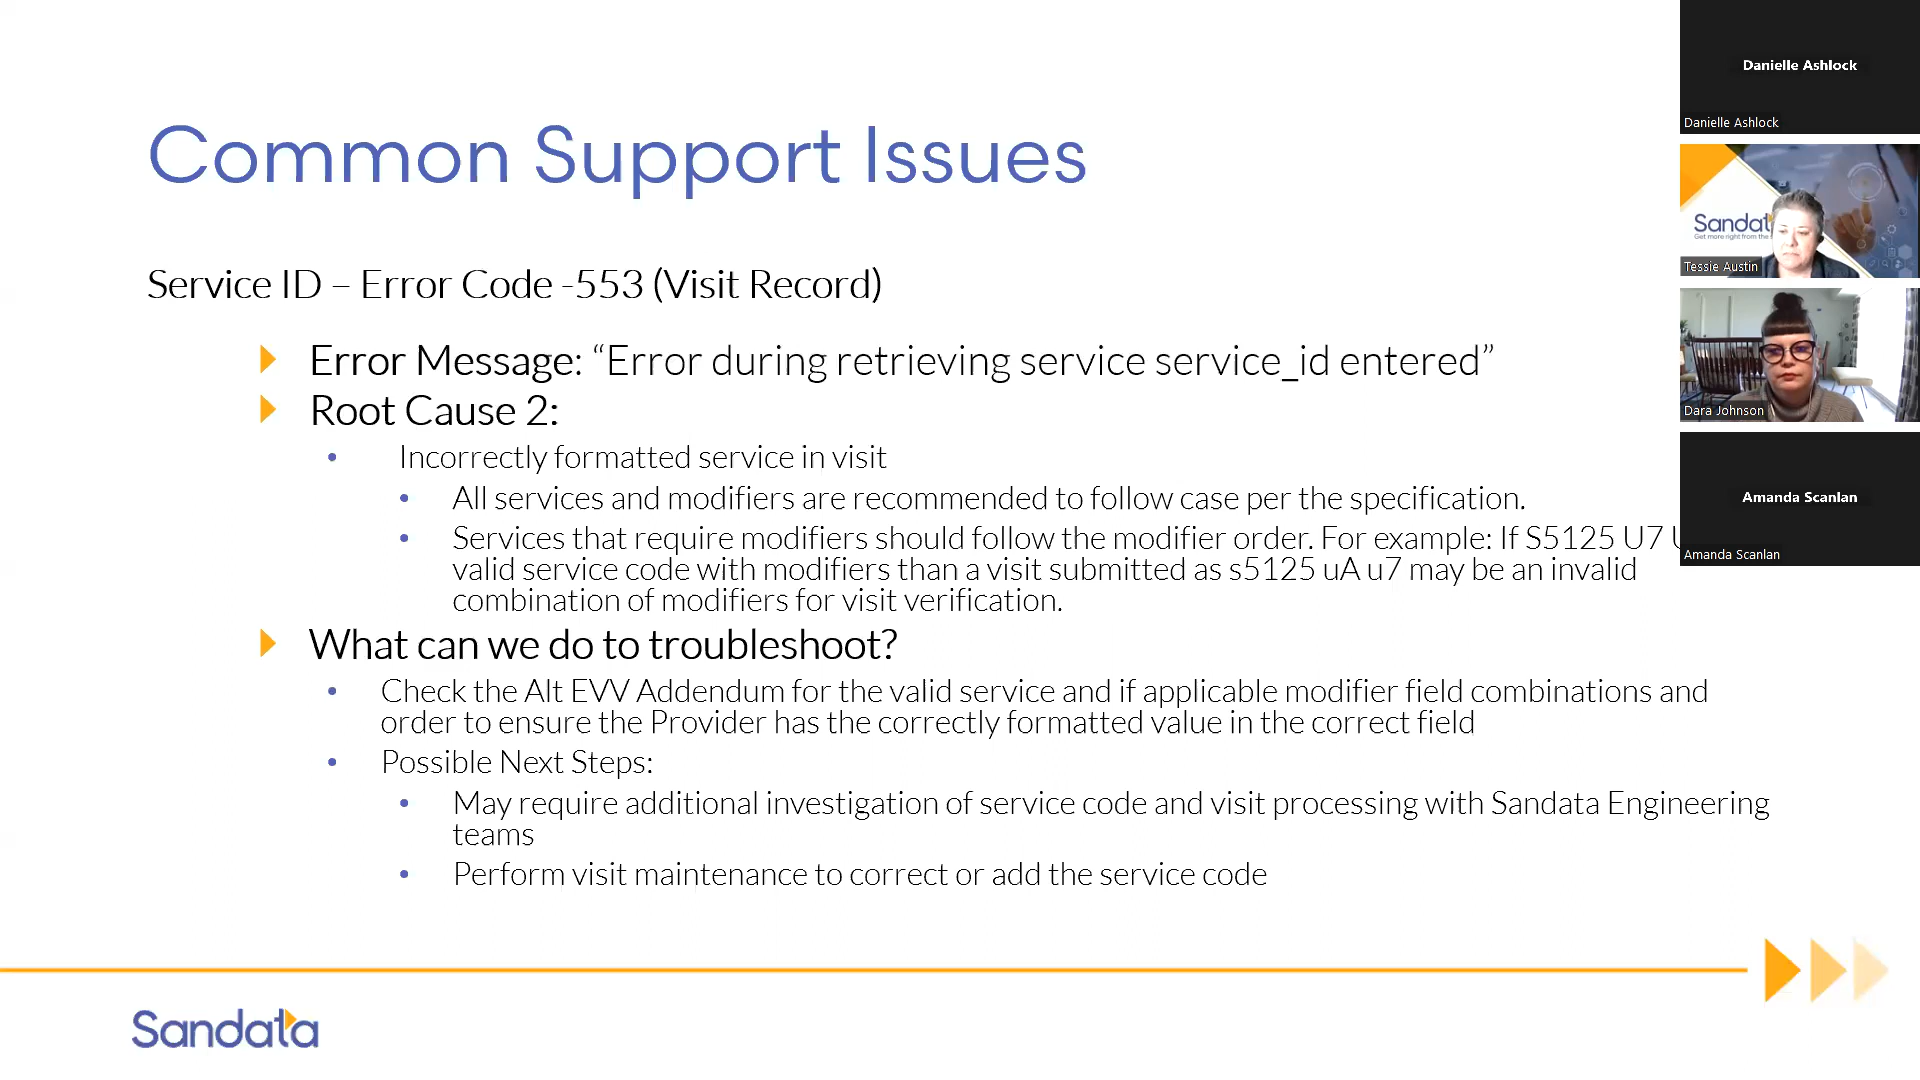 Common Support Issues
Service ID – Error Code -553 (Visit Record)
Error Message: “Error during retrieving service service_id entered”
Root Cause 2:
Incorrectly formatted service in visit
All services and modifiers are recommended to follow case per the specification.
Services that require modifiers should follow the modifier order. For example: If S5125 U7
valid service code with modifiers than a visit submitted as s5125 uA u7 may be an invalid
combination of modifiers for visit verification.
What can we do to troubleshoot?
Check the Alt EVV Addendum for the valid service and if applicable modifier field combinations and
order to ensure the Provider has the correctly formatted value in the correct field
Possible Next Steps:
May require additional investigation of service code and visit processing with Sandata Engineering
teams
Perform visit maintenance to correct or add the service code
Sandata
Danielle Ashlock
Danielle Ashlock
Tessie Austin
Dara Johnson
Amanda Scanlan
Amanda Scanlan